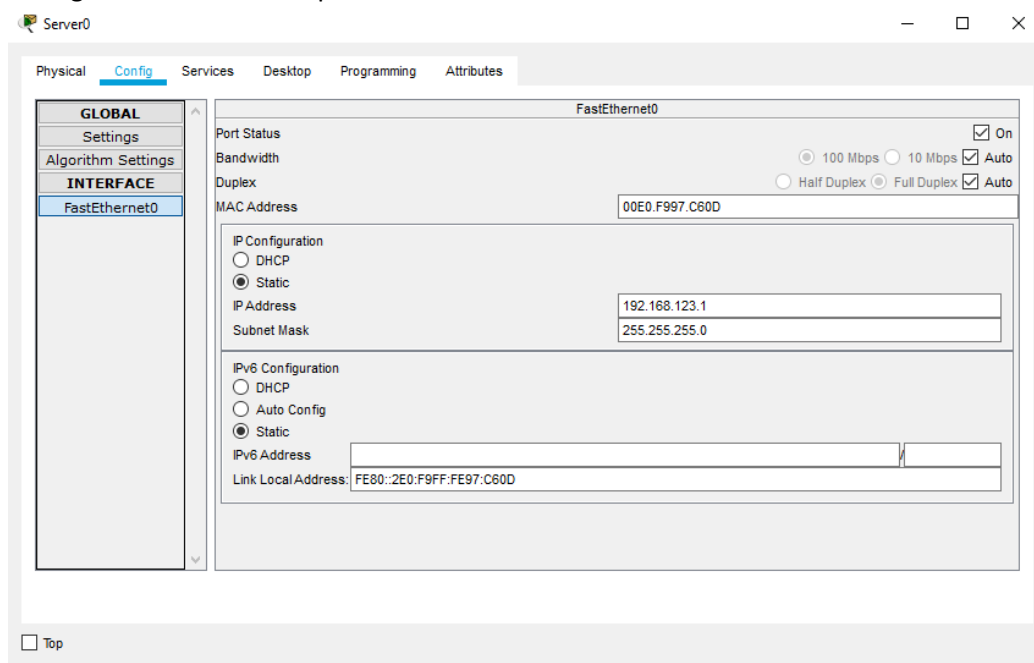 Server0
Physical Config Services Desktop Programming Attributes
GLOBAL
Settings
Algorithm Settings
INTERFACE
FastEthernet0
FastEthernet0
Port Status On
Bandwidth 100 Mbps 10 Mbps Auto
Duplex Half Duplex Full Duplex Auto
MAC Address 00E0.F997.C60D
IP Configuration
DHCP
Static
IP Address 192.168.123.1
Subnet Mask 255.255.255.0
IPv6 Configuration
DHCP
Auto Config
Static
IPv6 Address /
Link Local Address: FE80::2E0:F9FF:FE97:C60D
Top